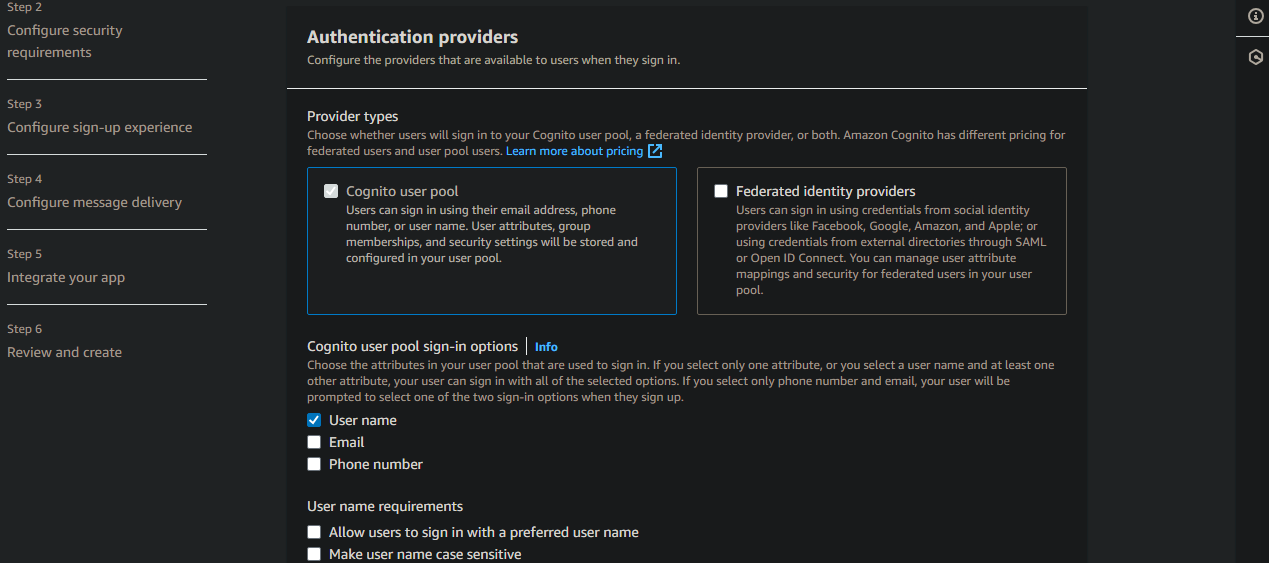 Step 2
Configure security
requirements
Step 3
Configure sign-up experience
Step 4
Configure message delivery
Step 5
Integrate your app
Step 6
Review and create
Authentication providers
Configure the providers that are available to users when they sign in.
Provider types
Choose whether users will sign in to your Cognito user pool, a federated identity provider, or both. Amazon Cognito has different pricing for
federated users and user pool users. Learn more about pricing
Cognito user pool
Users can sign in using their email address, phone
number, or user name. User attributes, group
memberships, and security settings will be stored and
configured in your user pool.
Federated identity providers
Users can sign in using credentials from social identity
providers like Facebook, Google, Amazon, and Apple; or
using credentials from external directories through SAML
or Open ID Connect. You can manage user attribute
mappings and security for federated users in your user
pool.
Cognito user pool sign-in options Info
Choose the attributes in your user pool that are used to sign in. If you select only one attribute, or you select a user name and at least one
other attribute, your user can sign in with all of the selected options. If you select only phone number and email, your user will be
prompted to select one of the two sign-in options when they sign up.
User name
Email
Phone number
User name requirements
Allow users to sign in with a preferred user name
Make user name case sensitive